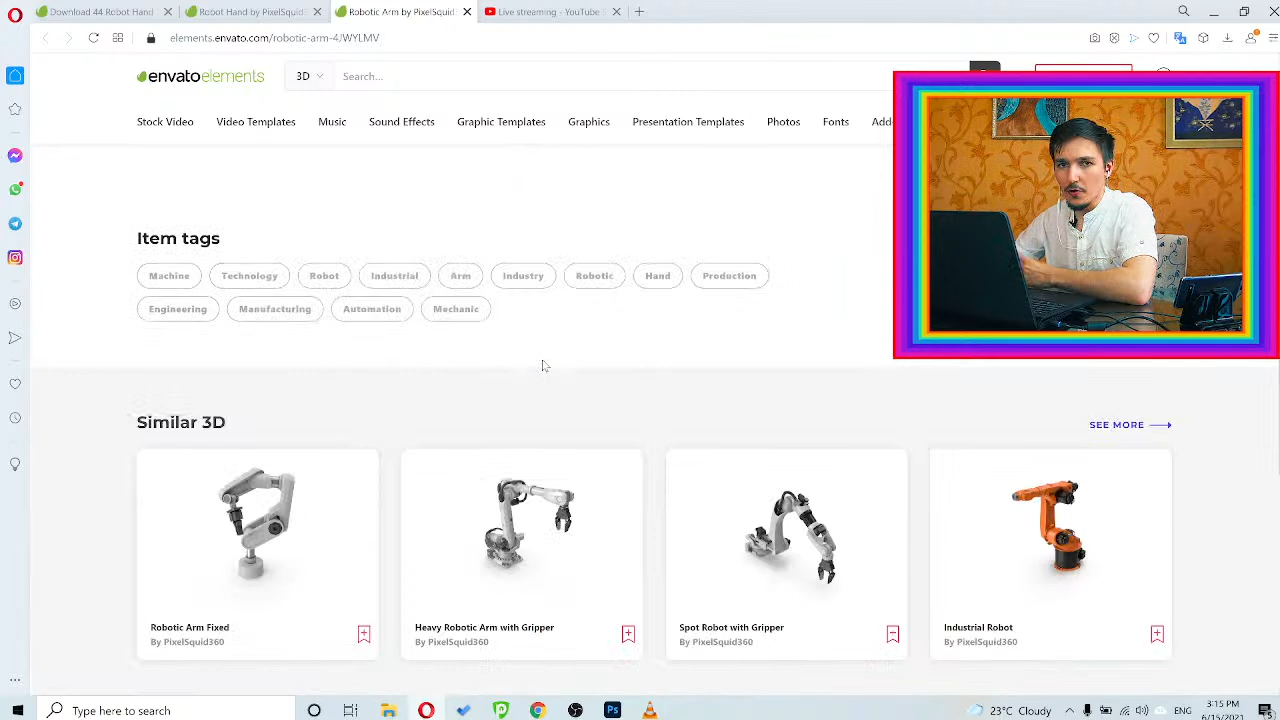 Download 44 Robot Hand
Robot Hand by PixelSquid3
Robotic Arm by PixelSquid
Live streaming - YouTube S
elements.envato.com/robotic-arm-4/WYLMV
envatoelements
3D
Search...
Stock Video
Video Templates
Music
Sound Effects
Graphic Templates
Graphics
Presentation Templates
Photos
Fonts
Add-
Item tags
Machine
Technology
Robot
Industrial
Arm
Industry
Robotic
Hand
Production
Engineering
Manufacturing
Automation
Mechanic
Similar 3D
SEE MORE
Robotic Arm Fixed
By PixelSquid360
Heavy Robotic Arm with Gripper
By PixelSquid360
Spot Robot with Gripper
By PixelSquid360
Industrial Robot
By PixelSquid360
Type here to search
Ps
23°C Cloudy
ENG
3:15 PM